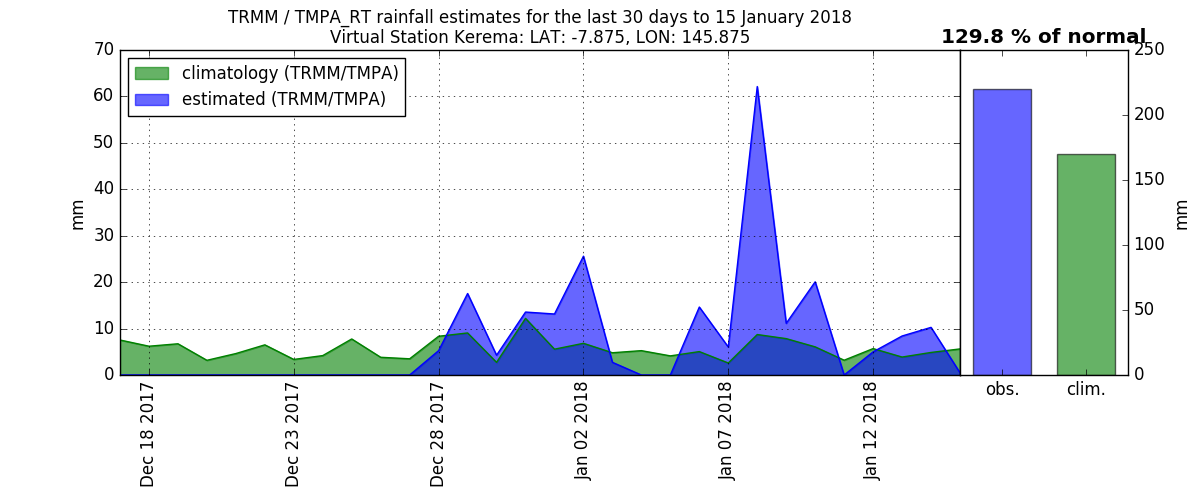 TRMM / TMPA_RT rainfall estimates for the last 30 days to 15 January 2018
Virtual Station Kerema: LAT: -7.875, LON: 145.875
129.8 % of normal
climatology (TRMM/TMPA)
estimated (TRMM/TMPA)
mm
70
60
50
40
30
20
10
0
Dec 18 2017
Dec 23 2017
Dec 28 2017
Jan 02 2018
Jan 07 2018
Jan 12 2018
250
200
150
100
50
0
mm
obs.
clim.